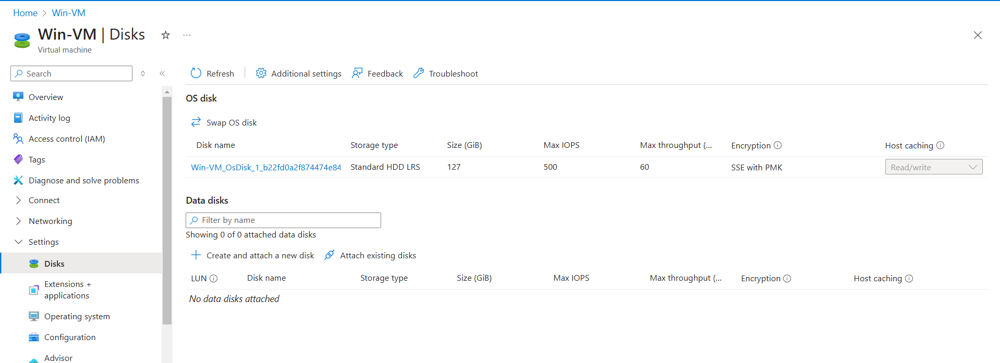 Home > Win-VM
Win-VM | Disks
Virtual machine
Search
Overview
Activity log
Access control (IAM)
Tags
Diagnose and solve problems
Connect
Networking
Settings
Disks
Extensions +
applications
Operating system
Configuration
Advisor
Refresh Additional settings Feedback Troubleshoot
OS disk
Swap OS disk
Disk name Storage type Size (GiB) Max IOPS Max throughput (... Encryption Host caching
Win-VM_OsDisk_1_b22fd0a2f874474e84 Standard HDD LRS 127 500 60 SSE with PMK Read/write
Data disks
Filter by name
Showing 0 of 0 attached data disks
Create and attach a new disk Attach existing disks
LUN Disk name Storage type Size (GiB) Max IOPS Max throughput (... Encryption Host caching
No data disks attached